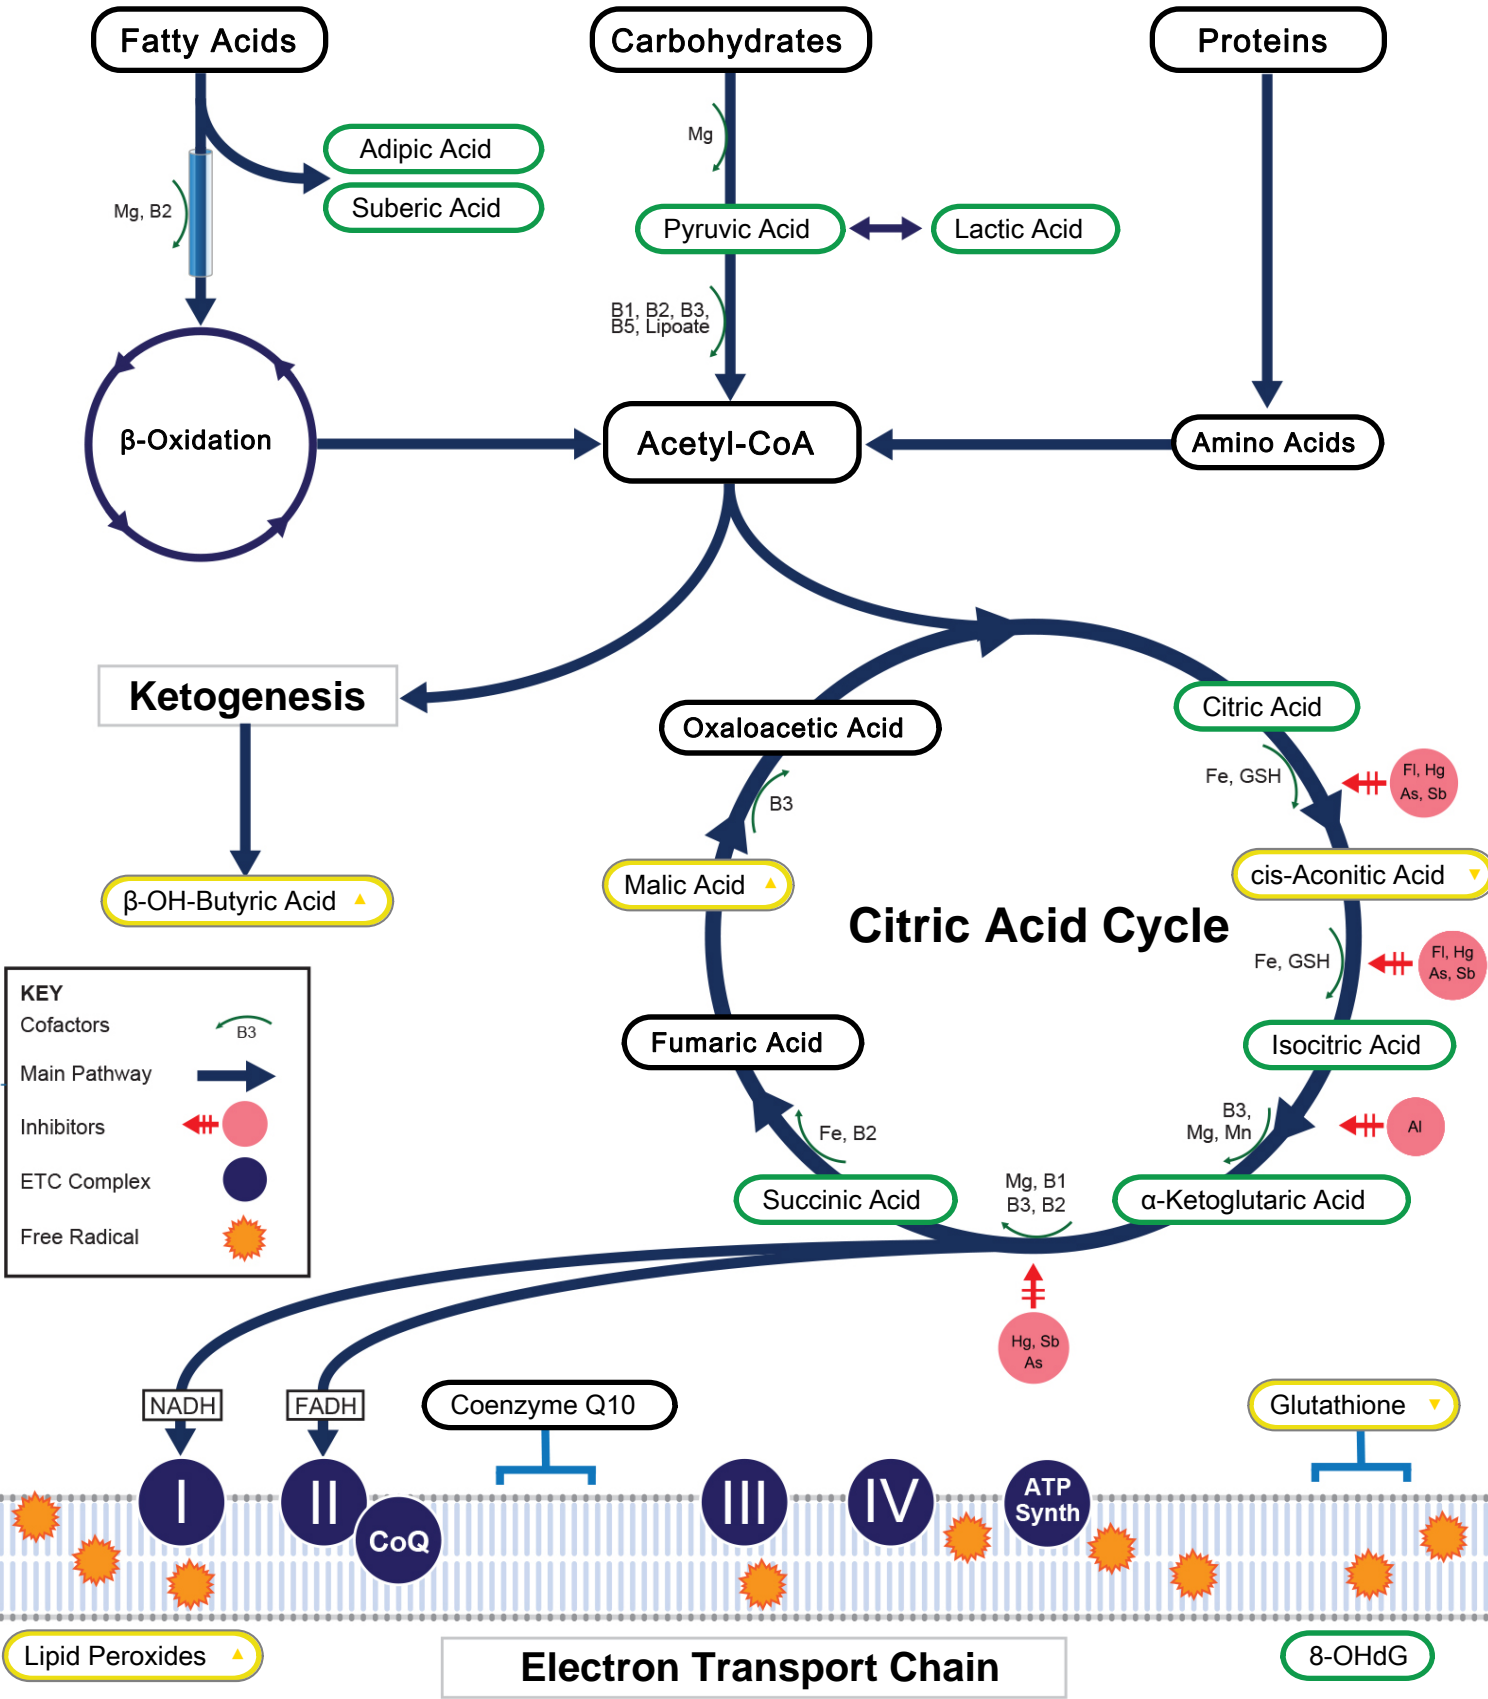 Fatty Acids
Carbohydrates
Proteins
Adipic Acid
Suberic Acid
Mg
Mg, B2
Pyruvic Acid
Lactic Acid
B1, B2, B3,
B5, Lipoate
β-Oxidation
Acetyl-CoA
Amino Acids
Ketogenesis
Oxaloacetic Acid
Citric Acid
Fe, GSH
Fl, Hg
As, Sb
B3
Malic Acid
cis-Aconitic Acid
β-OH-Butyric Acid
Citric Acid Cycle
Fe, GSH
Fl, Hg
As, Sb
KEY
Cofactors
B3
Main Pathway
Inhibitors
ETC Complex
Free Radical
Fumaric Acid
Isocitric Acid
B3,
Mg, Mn
Al
Fe, B2
Succinic Acid
Mg, B1
B3, B2
α-Ketoglutaric Acid
Hg, Sb
As
NADH
FADH
Coenzyme Q10
Glutathione
I
II
CoQ
III
IV
ATP
Synth
Lipid Peroxides
Electron Transport Chain
8-OHdG